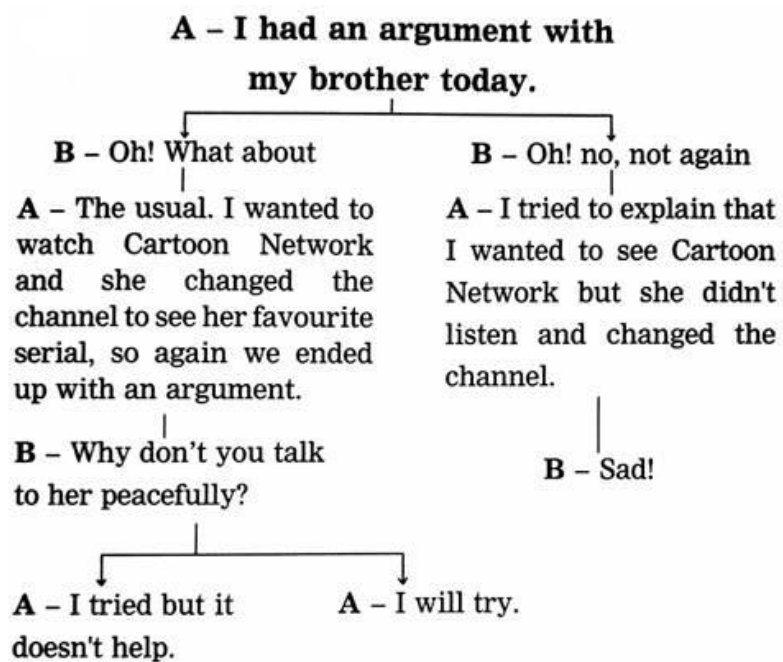 A – I had an argument with
my brother today.
B – Oh! What about
A – The usual. I wanted to
watch Cartoon Network
and she changed the
channel to see her favourite
serial, so again we ended
up with an argument.
B – Why don't you talk
to her peacefully?
A – I tried but it
doesn't help.
A – I will try.
B – Oh! no, not again
A – I tried to explain that
I wanted to see Cartoon
Network but she didn't
listen and changed the
channel.
B – Sad!